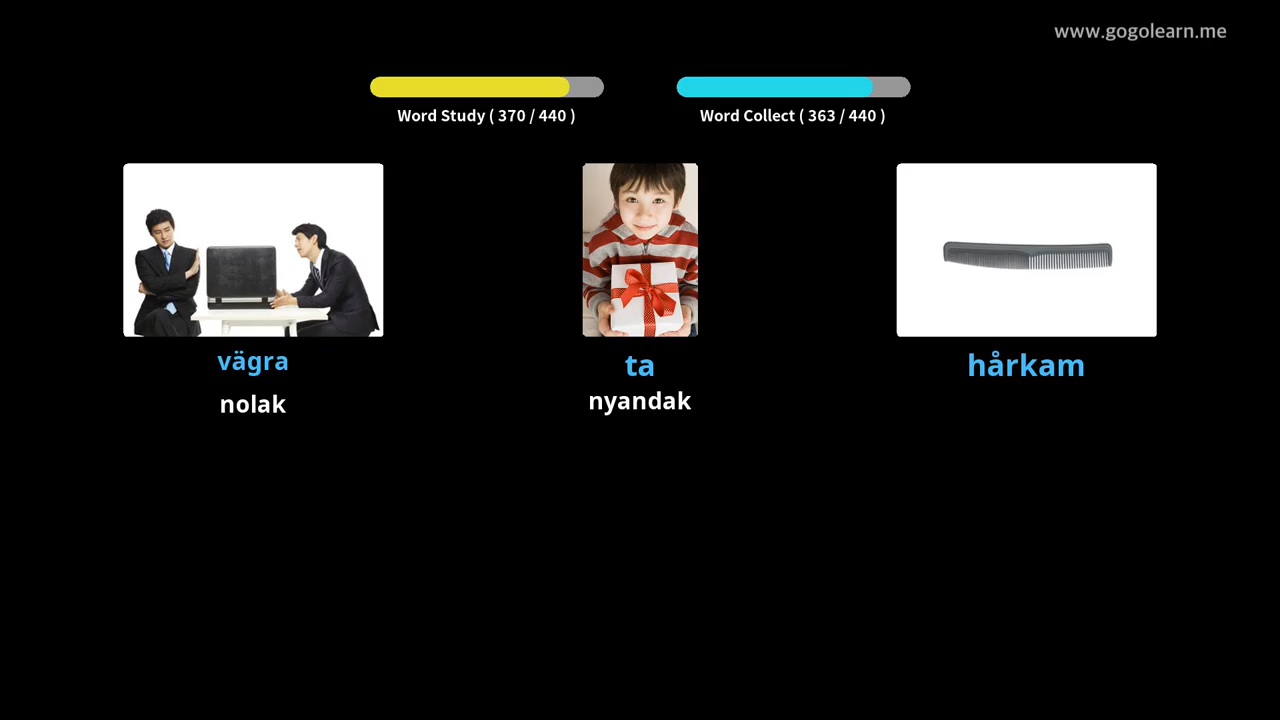 www.gogolearn.me
Word Study ( 370 / 440 )
Word Collect ( 363 / 440 )
vägra
nolak
ta
nyandak
hårkam